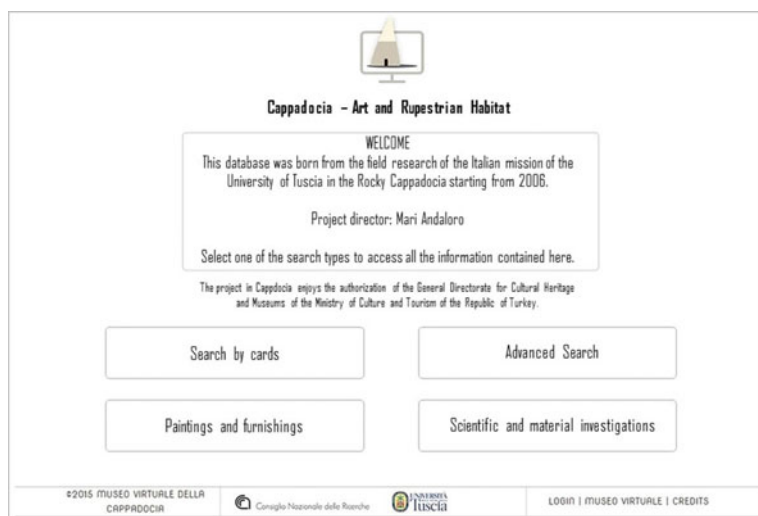 Cappadocia – Art and Rupestrian Habitat
WELCOME
This database was born from the field research of the Italian mission of the
University of Tuscia in the Rocky Cappadocia starting from 2006.
Project director: Mari Andaloro
Select one of the search types to access all the information contained here.
The project in Cappdocia enjoys the authorization of the General Directorate for Cultural Heritage
and Museums of the Ministry of Culture and Tourism of the Republic of Turkey.
Search by cards
Advanced Search
Paintings and furnishings
Scientific and material investigations
©2015 MUSEO VIRTUALE DELLA
CAPPADOCIA
Consiglio Nazionale delle Ricerche
UNIVERSITÀ
Tuscia
LOGIN | MUSEO VIRTUALE | CREDITS